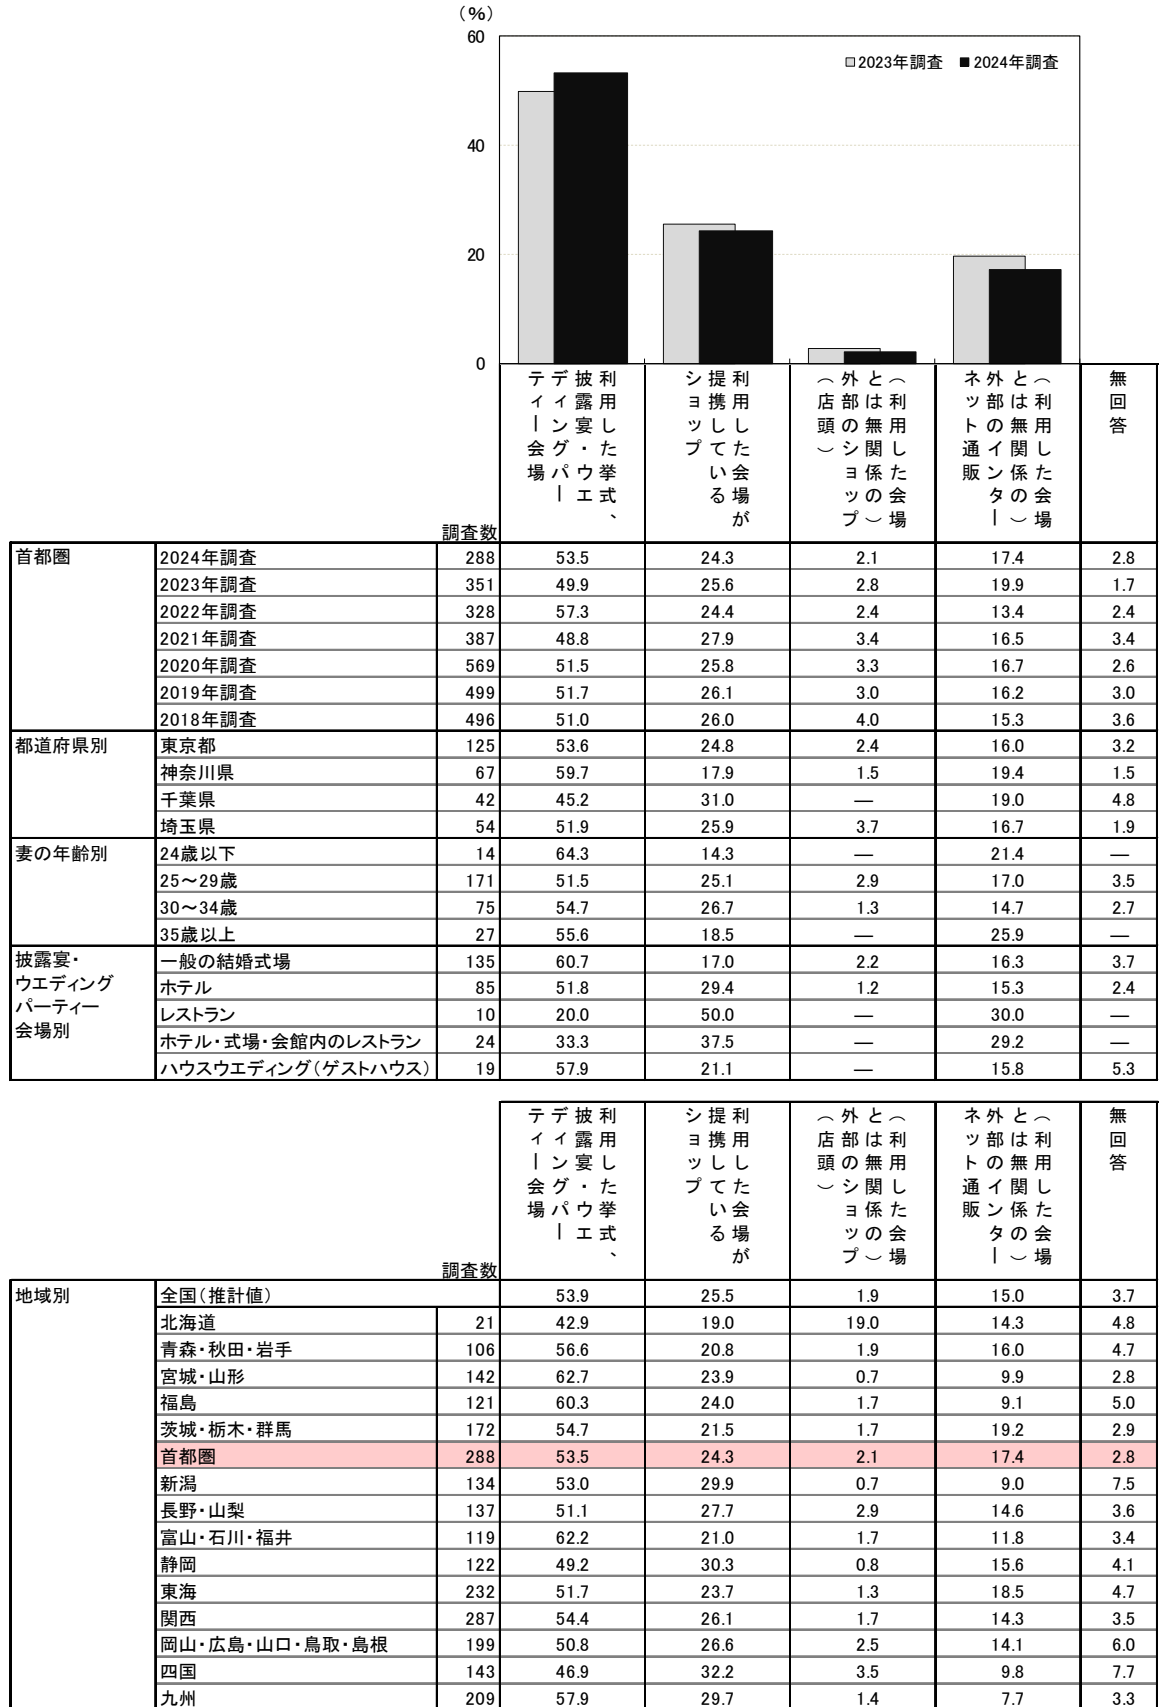 (%)
60
40
20
0
□2023年調査 ■2024年調査
調査数
利用した挙式、
披露宴・ウエ
ディングパー
ティー会場
利用した会場が
提携している
ショップ
(利用した会場
とは無関係の)
外部のショップ
(店頭)
(利用した会場
とは無関係の)
外部のインター
ネット通販
無回答
首都圏 2024年調査 288 53.5 24.3 2.1 17.4 2.8
2023年調査 351 49.9 25.6 2.8 19.9 1.7
2022年調査 328 57.3 24.4 2.4 13.4 2.4
2021年調査 387 48.8 27.9 3.4 16.5 3.4
2020年調査 569 51.5 25.8 3.3 16.7 2.6
2019年調査 499 51.7 26.1 3.0 16.2 3.0
2018年調査 496 51.0 26.0 4.0 15.3 3.6
都道府県別 東京都 125 53.6 24.8 2.4 16.0 3.2
神奈川県 67 59.7 17.9 1.5 19.4 1.5
千葉県 42 45.2 31.0 ― 19.0 4.8
埼玉県 54 51.9 25.9 3.7 16.7 1.9
妻の年齢別 24歳以下 14 64.3 14.3 ― 21.4 ―
25～29歳 171 51.5 25.1 2.9 17.0 3.5
30～34歳 75 54.7 26.7 1.3 14.7 2.7
35歳以上 27 55.6 18.5 ― 25.9 ―
披露宴・
ウエディング
パーティー
会場別
一般の結婚式場 135 60.7 17.0 2.2 16.3 3.7
ホテル 85 51.8 29.4 1.2 15.3 2.4
レストラン 10 20.0 50.0 ― 30.0 ―
ホテル・式場・会館内のレストラン 24 33.3 37.5 ― 29.2 ―
ハウスウエディング(ゲストハウス) 19 57.9 21.1 ― 15.8 5.3
調査数
利用した挙式、
披露宴・ウエ
ディングパー
ティー会場
利用した会場が
提携している
ショップ
(利用した会場
とは無関係の)
外部のショップ
(店頭)
(利用した会場
とは無関係の)
外部のインター
ネット通販
無回答
地域別 全国(推計値) 53.9 25.5 1.9 15.0 3.7
北海道 21 42.9 19.0 19.0 14.3 4.8
青森・秋田・岩手 106 56.6 20.8 1.9 16.0 4.7
宮城・山形 142 62.7 23.9 0.7 9.9 2.8
福島 121 60.3 24.0 1.7 9.1 5.0
茨城・栃木・群馬 172 54.7 21.5 1.7 19.2 2.9
首都圏 288 53.5 24.3 2.1 17.4 2.8
新潟 134 53.0 29.9 0.7 9.0 7.5
長野・山梨 137 51.1 27.7 2.9 14.6 3.6
富山・石川・福井 119 62.2 21.0 1.7 11.8 3.4
静岡 122 49.2 30.3 0.8 15.6 4.1
東海 232 51.7 23.7 1.3 18.5 4.7
関西 287 54.4 26.1 1.7 14.3 3.5
岡山・広島・山口・鳥取・島根 199 50.8 26.6 2.5 14.1 6.0
四国 143 46.9 32.2 3.5 9.8 7.7
九州 209 57.9 29.7 1.4 7.7 3.3